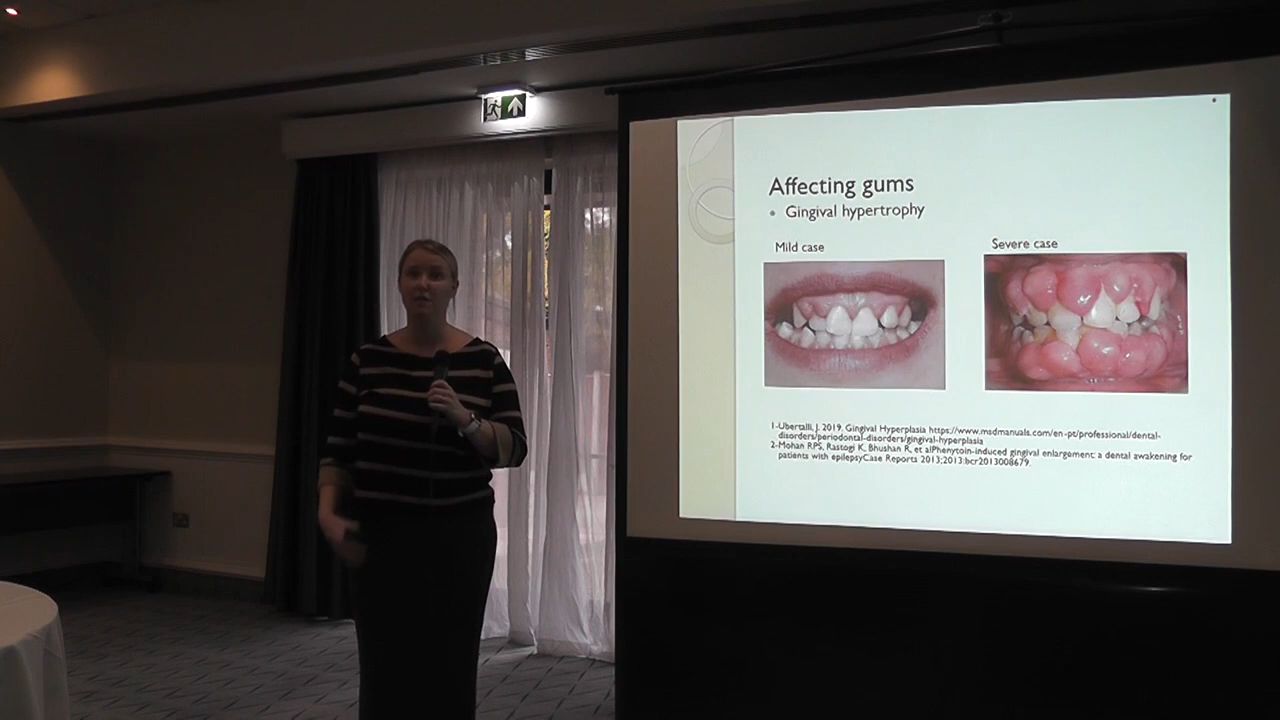 Affecting gums
• Gingival hypertrophy
Mild case
Severe case
1-Ubertalli, J. 2019. Gingival Hyperplasia https://www.msdmanuals.com/en-pt/professional/dental-
disorders/periodontal-disorders/gingival-hyperplasia
2-Mohan RPS, Rastogi K, Bhushan R, et alPhenytoin-induced gingival enlargement: a dental awakening for
patients with epilepsyCase Reports 2013;2013:bcr2013008679.